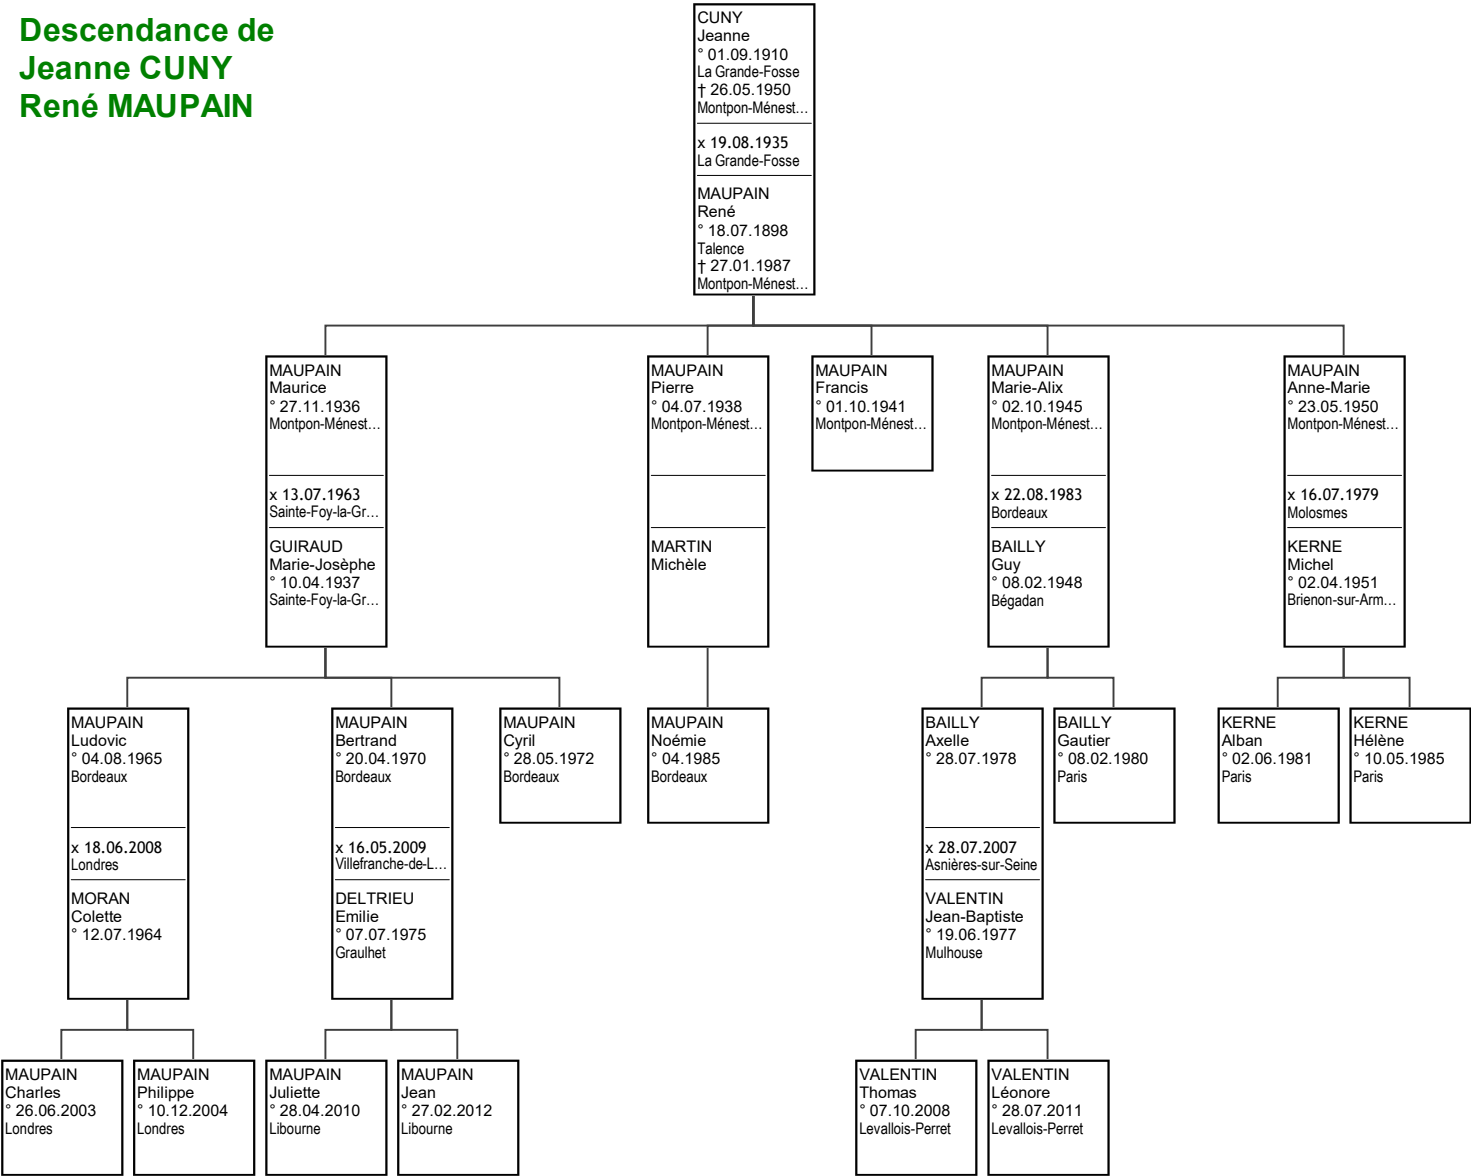 Descendance de
Jeanne CUNY
René MAUPAIN
CUNY
Jeanne
° 01.09.1910
La Grande-Fosse
† 26.05.1950
Montpon-Ménest...
x 19.08.1935
La Grande-Fosse
MAUPAIN
René
° 18.07.1898
Talence
† 27.01.1987
Montpon-Ménest...
MAUPAIN
Maurice
° 27.11.1936
Montpon-Ménest...
x 13.07.1963
Sainte-Foy-la-Gr...
GUIRAUD
Marie-Josèphe
° 10.04.1937
Sainte-Foy-la-Gr...
MAUPAIN
Pierre
° 04.07.1938
Montpon-Ménest...
MARTIN
Michèle
MAUPAIN
Francis
° 01.10.1941
Montpon-Ménest...
MAUPAIN
Marie-Alix
° 02.10.1945
Montpon-Ménest...
x 22.08.1983
Bordeaux
BAILLY
Guy
° 08.02.1948
Bégadan
MAUPAIN
Anne-Marie
° 23.05.1950
Montpon-Ménest...
x 16.07.1979
Molosmes
KERNE
Michel
° 02.04.1951
Brienon-sur-Arm...
MAUPAIN
Ludovic
° 04.08.1965
Bordeaux
x 18.06.2008
Londres
MORAN
Colette
° 12.07.1964
MAUPAIN
Bertrand
° 20.04.1970
Bordeaux
x 16.05.2009
Villefranche-de-L...
DELTRIEU
Emilie
° 07.07.1975
Graulhet
MAUPAIN
Cyril
° 28.05.1972
Bordeaux
MAUPAIN
Noémie
° 04.1985
Bordeaux
BAILLY
Axelle
° 28.07.1978
x 28.07.2007
Asnières-sur-Seine
VALENTIN
Jean-Baptiste
° 19.06.1977
Mulhouse
BAILLY
Gautier
° 08.02.1980
Paris
KERNE
Alban
° 02.06.1981
Paris
KERNE
Hélène
° 10.05.1985
Paris
MAUPAIN
Charles
° 26.06.2003
Londres
MAUPAIN
Philippe
° 10.12.2004
Londres
MAUPAIN
Juliette
° 28.04.2010
Libourne
MAUPAIN
Jean
° 27.02.2012
Libourne
VALENTIN
Thomas
° 07.10.2008
Levallois-Perret
VALENTIN
Léonore
° 28.07.2011
Levallois-Perret